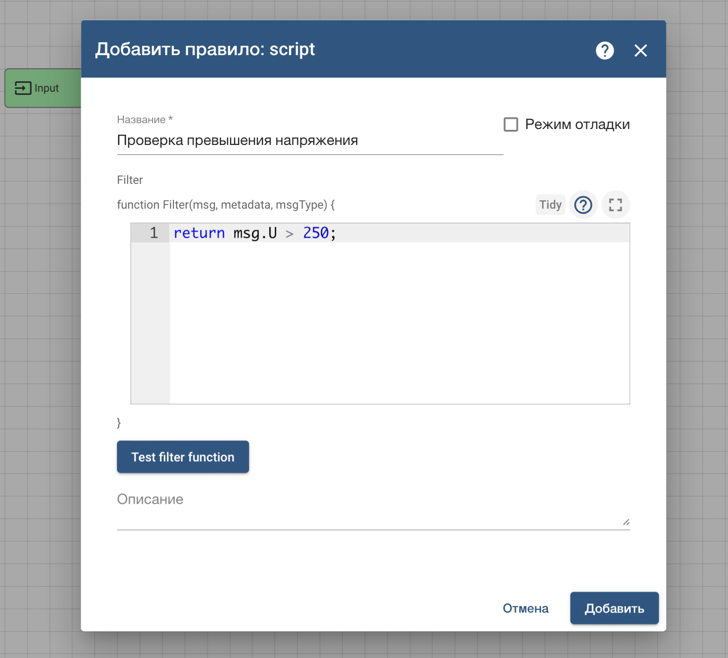 Добавить правило: script
Input
Название *
Проверка превышения напряжения
Режим отладки
Filter
function Filter(msg, metadata, msgType) {
Tidy
1 return msg.U > 250;
}
Test filter function
Описание
Отмена
Добавить